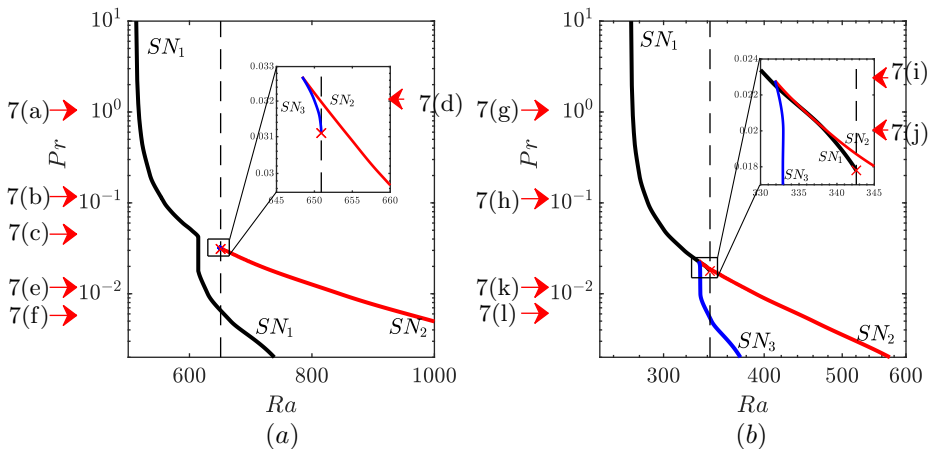 10^1
10^0
10^{-1}
10^{-2}
Pr
600
800
1000
Ra
(a)
SN_1
SN_1
SN_2
7(a)
7(b)
7(c)
7(e)
7(f)
7(d)
0.033
0.032
0.031
0.03
645
650
655
660
SN_2
SN_3
10^1
10^0
10^{-1}
10^{-2}
Pr
300
400
500
600
Ra
(b)
SN_1
SN_3
SN_2
7(g)
7(h)
7(k)
7(l)
7(i)
7(j)
0.024
0.022
0.02
0.018
330
335
340
345
SN_2
SN_1
SN_3